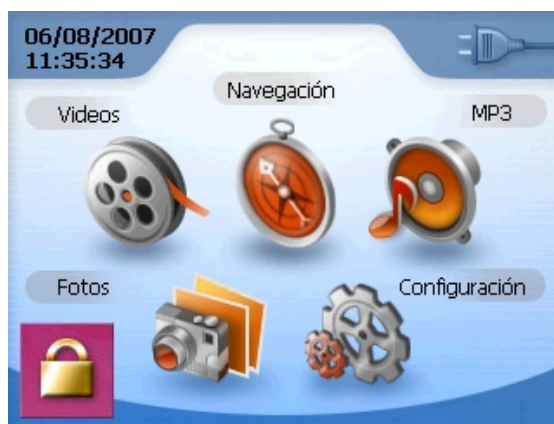 06/08/2007
11:35:34
Navegación
Videos
MP3
Fotos
Configuración